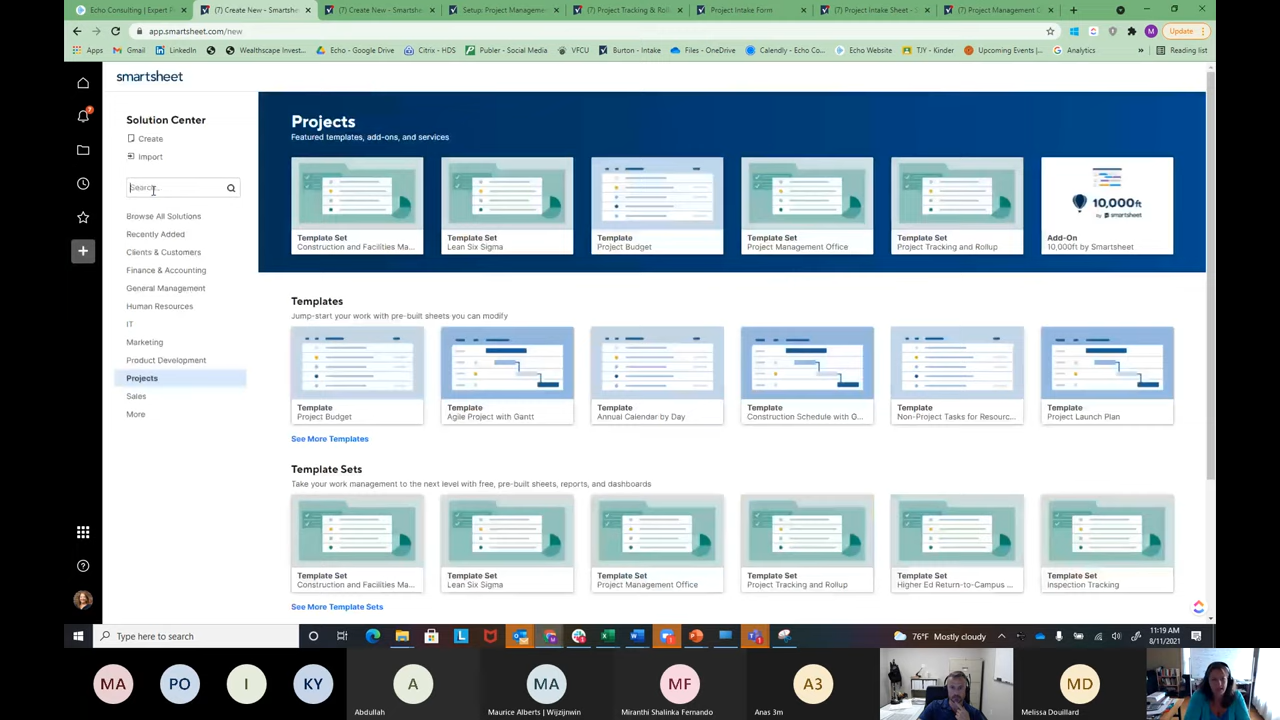 Echo Consulting | Expert P
(7) Create New - Smartshe
(7) Create New - Smartshe
Setup: Project Managemen
(7) Project Tracking & Roll
Project Intake Form
(7) Project Intake Sheet - S
(7) Project Management C
app.smartsheet.com/new
Update
Apps
Gmail
LinkedIn
Wealthscape Investo...
Echo - Google Drive
Citrix - HDS
Publer - Social
VFCU
Burton - Intake
Files - OneDrive
Calendly - Echo Co...
Echo Website
TJY - Kinder
Upcoming Events |...
Analytics
Reading list
smartsheet
7
Solution Center
Create
Import
Search...
Browse All Solutions
Recently Added
Clients & Customers
Finance & Accounting
General Management
Human Resources
IT
Marketing
Product Development
Projects
Sales
More
Projects
Featured templates, add-ons, and services
Template Set
Construction and Facilities Ma...
Template Set
Lean Six Sigma
Template
Project Budget
Template Set
Project Management Office
Template Set
Project Tracking and Rollup
10,000ft
by smartsheet
Add-On
10,000ft by Smartsheet
Templates
Jump-start your work with pre-built sheets you can modify
Template
Project Budget
Template
Agile Project with Gantt
Template
Annual Calendar by Day
Template
Construction Schedule with G...
Template
Non-Project Tasks for Resourc...
Template
Project Launch Plan
See More Templates
Template Sets
Take your work management to the next level with free, pre-built sheets, reports, and dashboards
Template Set
Construction and Facilities Ma...
Template Set
Lean Six Sigma
Template Set
Project Management Office
Template Set
Project Tracking and Rollup
Template Set
Higher Ed Return-to-Campus ...
Template Set
Inspection Tracking
See More Template Sets
Type here to search
76°F Mostly cloudy
11:19 AM
8/11/2021
MA
PO
I
KY
A
Abdullah
MA
Maurice Alberts | Wijzijnwin
MF
Miranthi Shalinka Fernando
A3
Anas 3m
MD
Melissa Douillard